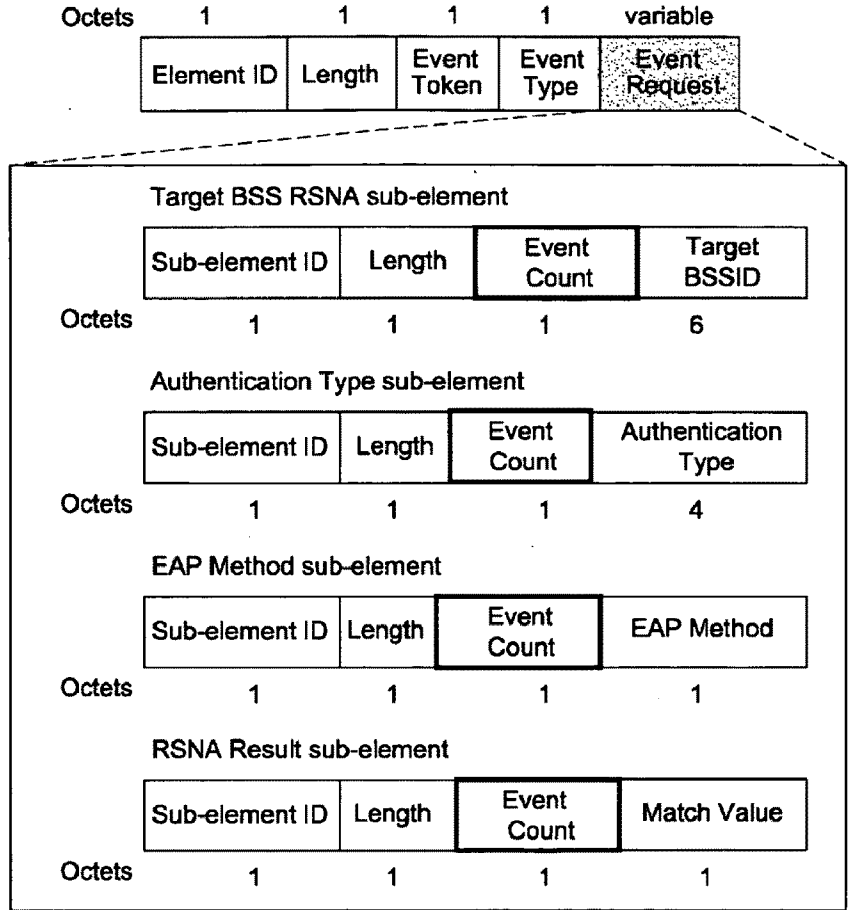 Octets 1 1 1 1 variable
Element ID Length Event Token Event Type Event Request
Target BSS RSNA sub-element
Sub-element ID Length Event Count Target BSSID
Octets 1 1 1 6
Authentication Type sub-element
Sub-element ID Length Event Count Authentication Type
Octets 1 1 1 4
EAP Method sub-element
Sub-element ID Length Event Count EAP Method
Octets 1 1 1 1
RSNA Result sub-element
Sub-element ID Length Event Count Match Value
Octets 1 1 1 1